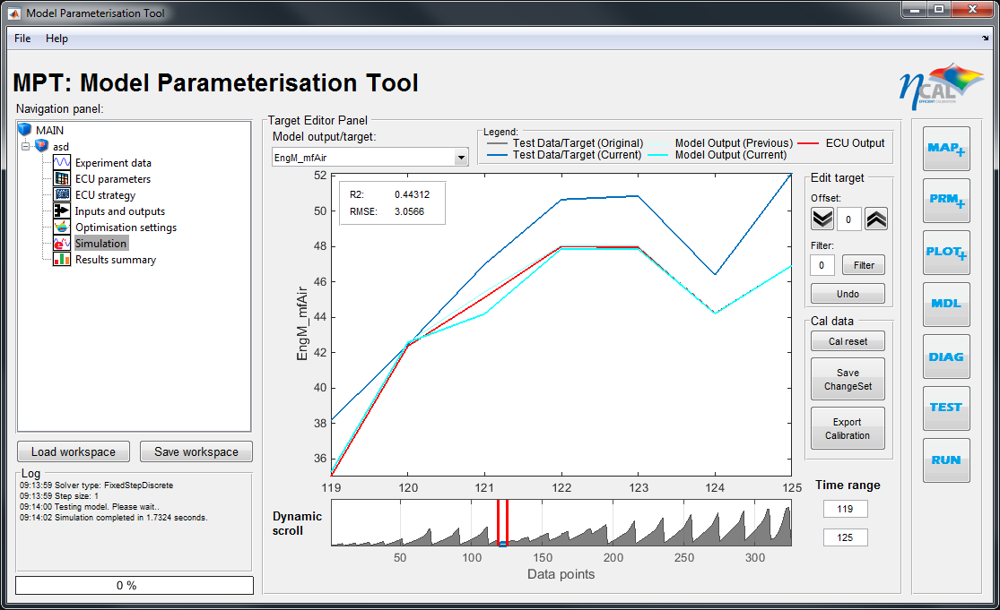 Model Parameterisation Tool
File Help
MPT: Model Parameterisation Tool
ηCAL
EFFICIENT CALIBRATION
Navigation panel:
MAIN
asd
Experiment data
ECU parameters
ECU strategy
Inputs and outputs
Optimisation settings
Simulation
Results summary
Load workspace Save workspace
Log
09:13:59 Solver type: FixedStepDiscrete
09:13:59 Step size: 1
09:14:00 Testing model. Please wait..
09:14:02 Simulation completed in 1.7324 seconds.
0 %
Target Editor Panel
Model output/target:
EngM_mfAir
Legend:
Test Data/Target (Original) Model Output (Previous) ECU Output
Test Data/Target (Current) Model Output (Current)
R2: 0.44312
RMSE: 3.0566
EngM_mfAir
52
50
48
46
44
42
40
38
36
119 120 121 122 123 124 125
Dynamic
scroll
50 100 150 200 250 300
Data points
Edit target
Offset:
0
Filter:
0 Filter
Undo
Cal data
Cal reset
Save
ChangeSet
Export
Calibration
Time range
119
125
MAP+
PRM+
PLOT+
MDL
DIAG
TEST
RUN